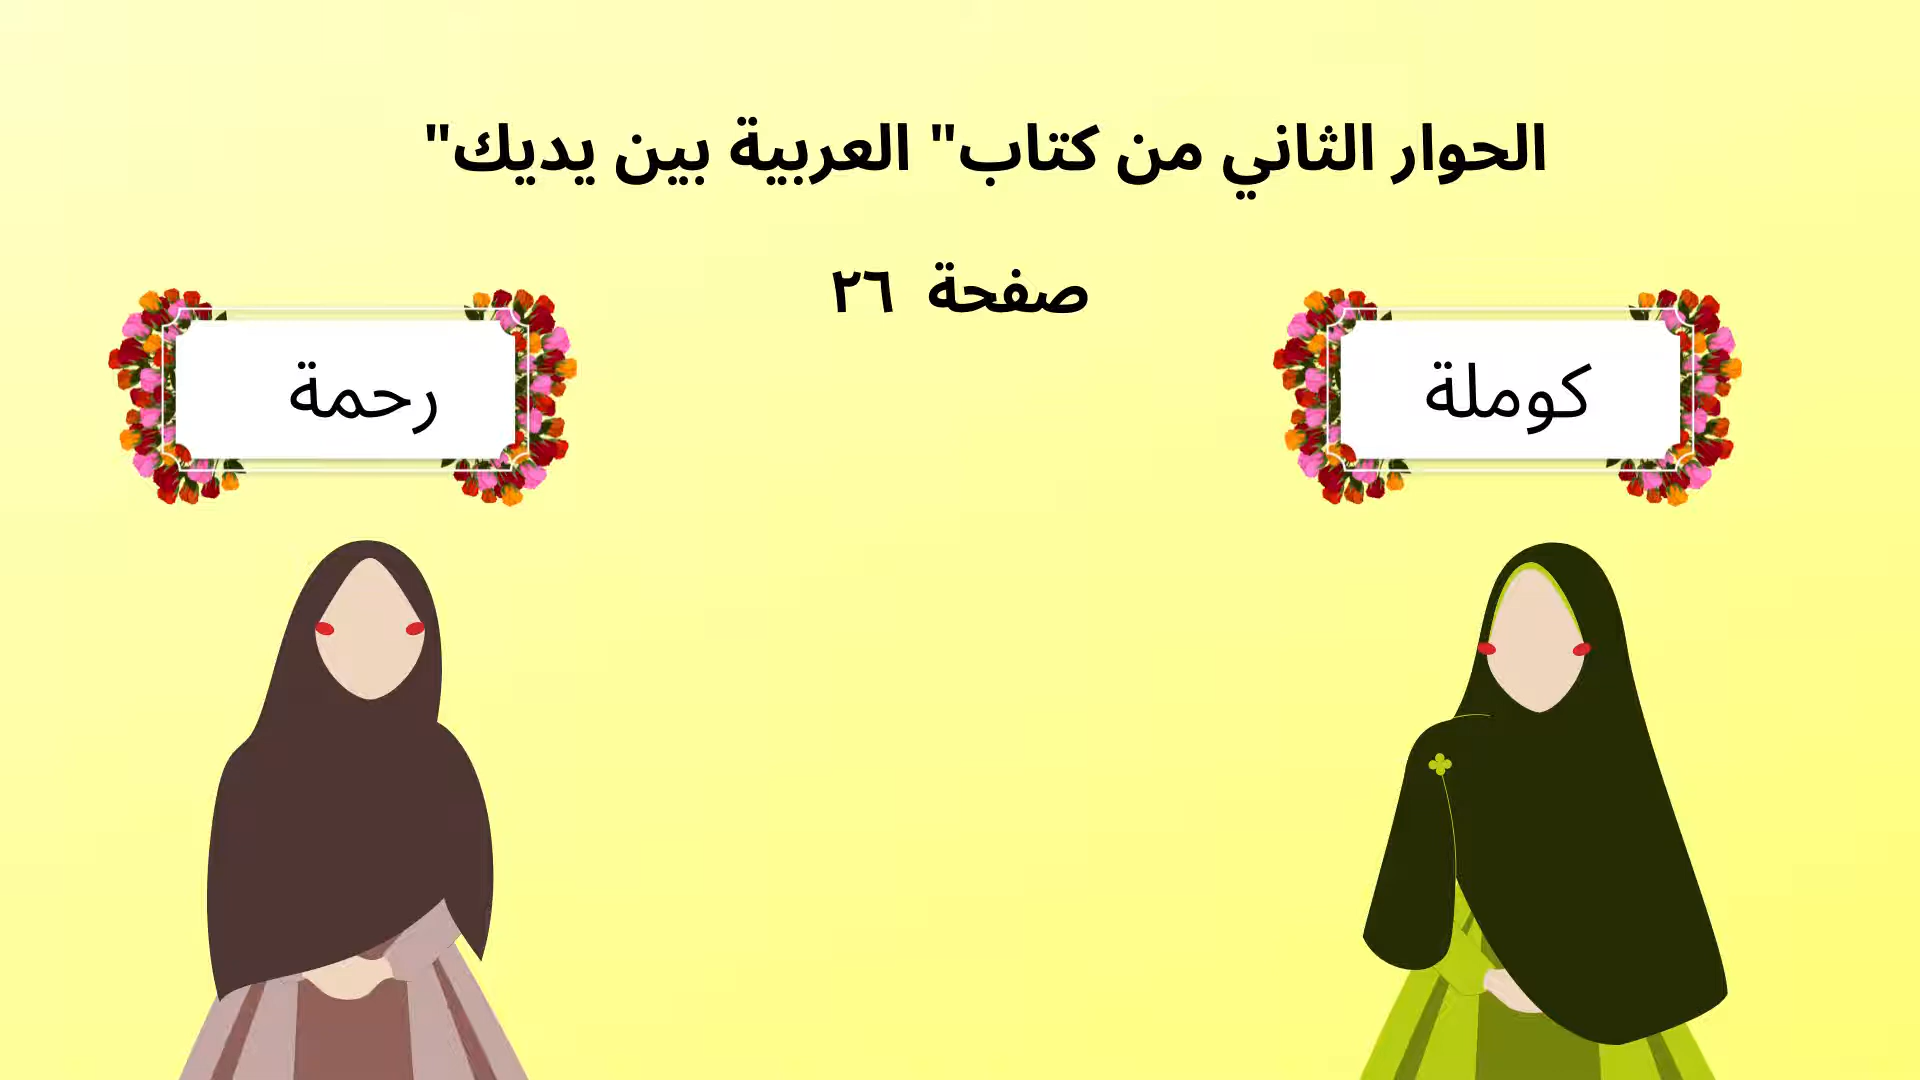 الحوار الثاني من كتاب" العربية بين يديك"
صفحة ٢٦
كوملة
رحمة